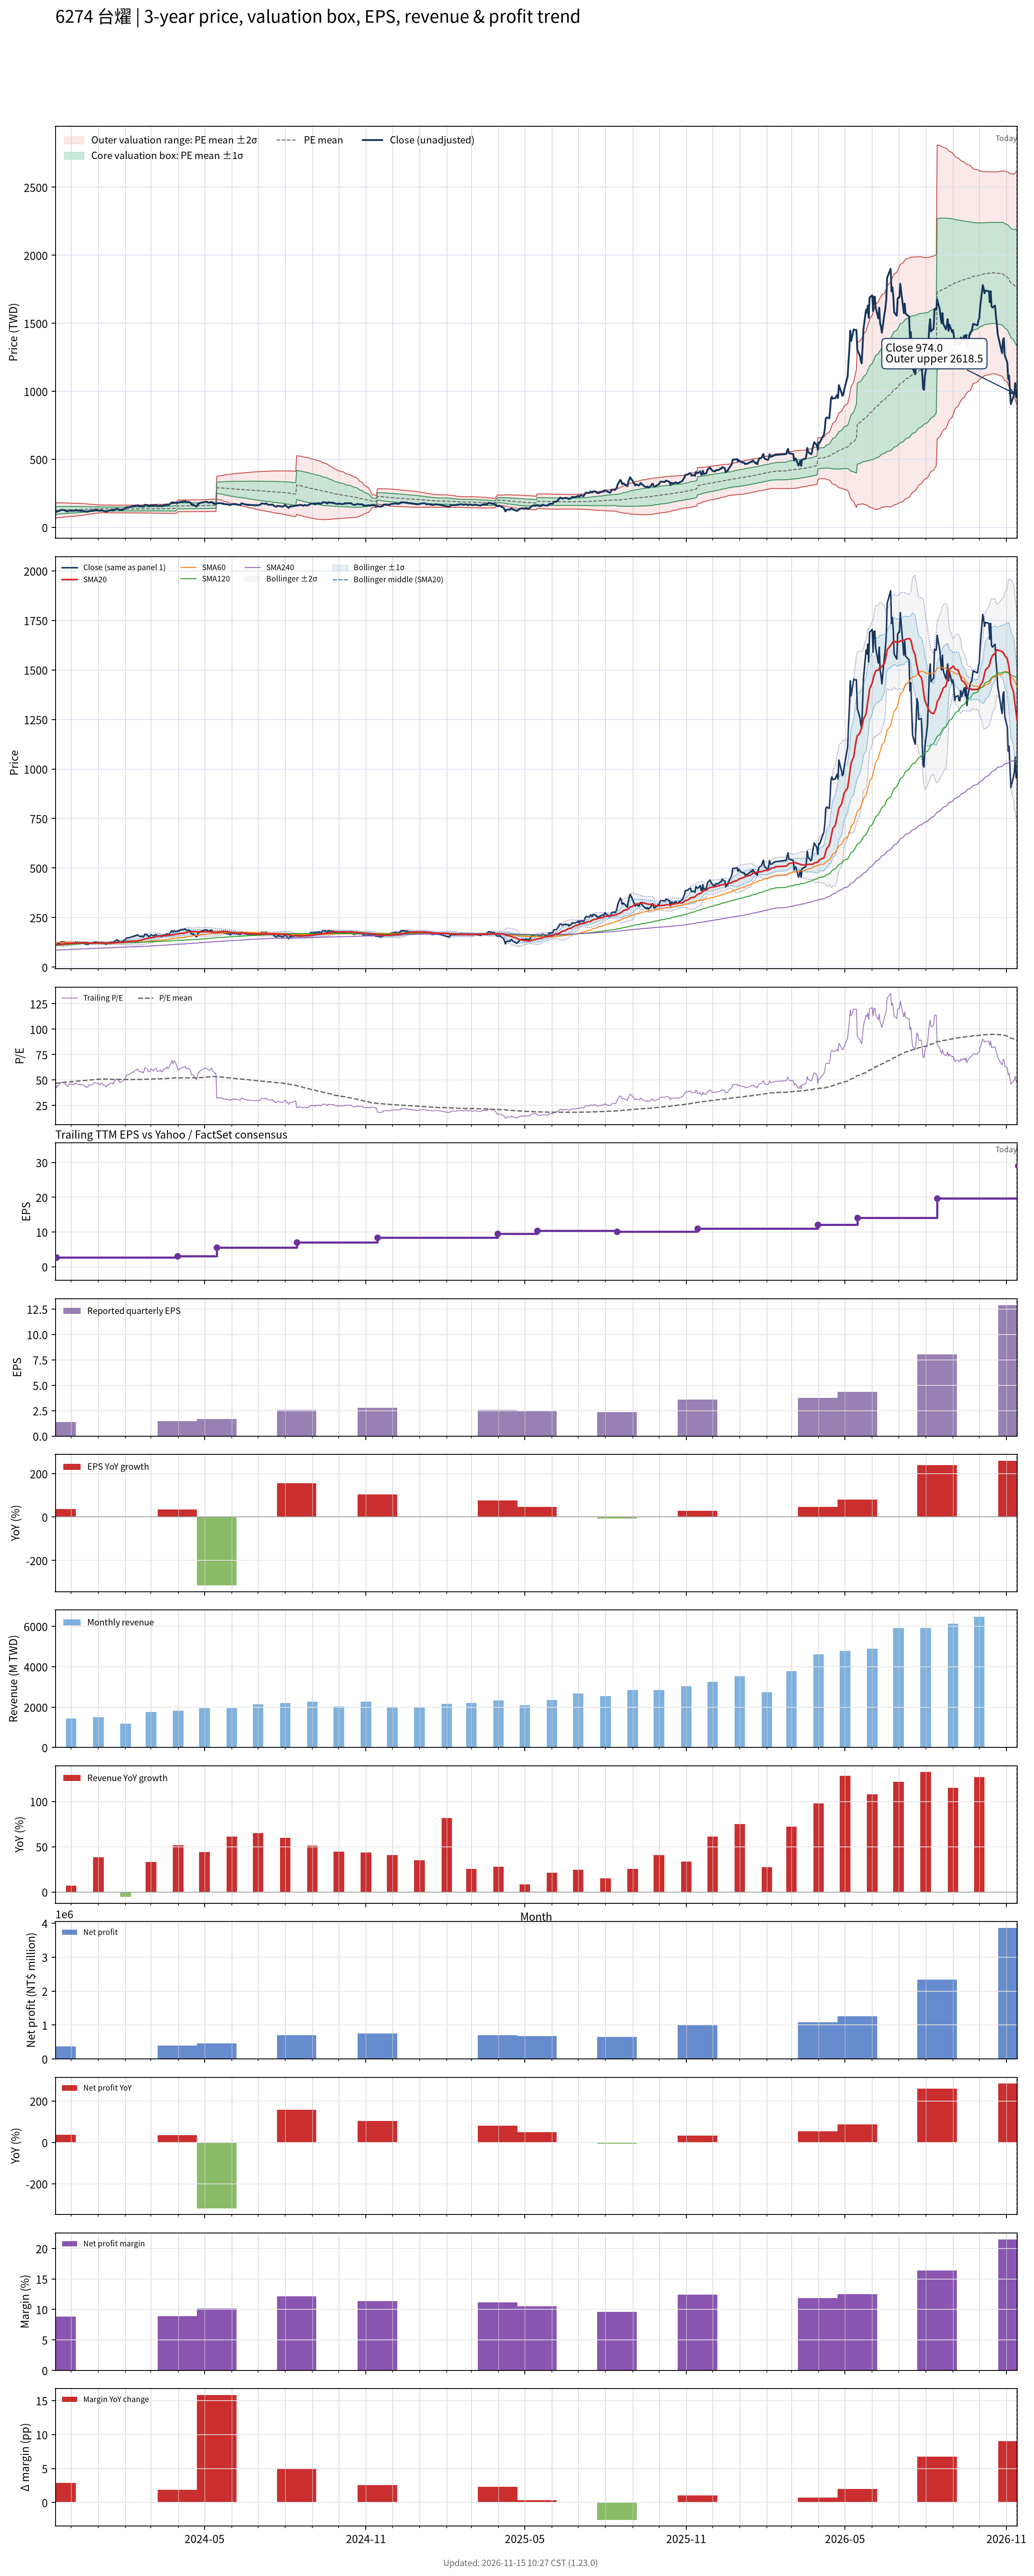 6274 台燿 | 3-year price, valuation box, EPS, revenue & profit trend
Outer valuation range: PE mean ±2σ
Core valuation box: PE mean ±1σ
PE mean
Close (unadjusted)
Today
Price (TWD)
2500
2000
1500
1000
500
0
Close 974.0
Outer upper 2618.5
Close (same as panel 1)
SMA20
SMA60
SMA120
SMA240
Bollinger ±2σ
Bollinger ±1σ
Bollinger middle (SMA20)
Price
2000
1750
1500
1250
1000
750
500
250
0
Trailing P/E
P/E mean
P/E
125
100
75
50
25
Trailing TTM EPS vs Yahoo / FactSet consensus
Today
EPS
30
20
10
0
Reported quarterly EPS
EPS
12.5
10.0
7.5
5.0
2.5
0.0
EPS YoY growth
YoY (%)
200
0
-200
Monthly revenue
Revenue (M TWD)
6000
4000
2000
0
Revenue YoY growth
YoY (%)
100
50
0
Month
1e6
Net profit
Net profit (NT$ million)
4
3
2
1
0
Net profit YoY
YoY (%)
200
0
-200
Net profit margin
Margin (%)
20
15
10
5
0
Margin YoY change
Δ margin (pp)
15
10
5
0
2024-05
2024-11
2025-05
2025-11
2026-05
2026-11
Updated: 2026-11-15 10:27 CST (1.23.0)